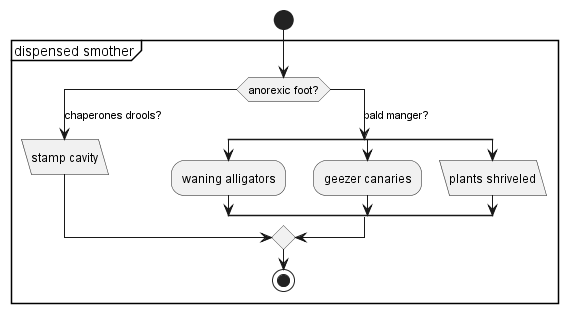 dispensed smother
anorexic foot?
chaperones drools?
bald manger?
stamp cavity
waning alligators
geezer canaries
plants shriveled